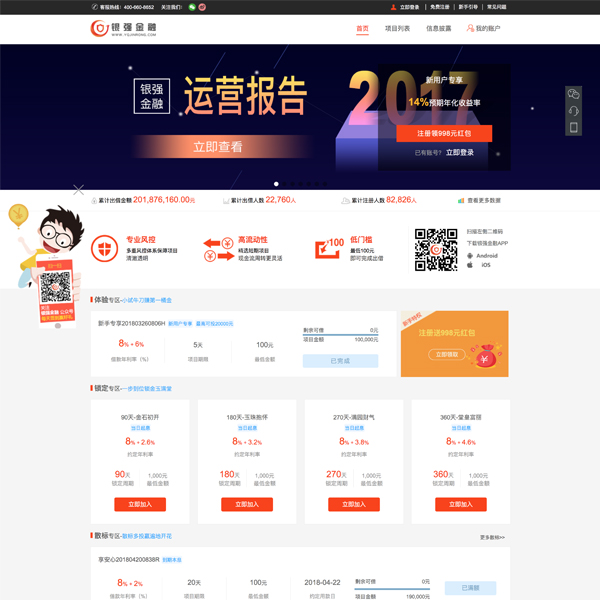 客服热线：400-660-8652 关注我们： 立即登录 | 免费注册 | 新手引导 | 常见问题
银强金融
WWW.YQJINRONG.COM
首页 项目列表 信息披露 我的账户
银强
金融
运营报告
2017
立即查看
新用户专享
14%预期年化收益率
注册领998元红包
已有账号？ 立即登录
累计出借金额 201,876,160.00元 累计出借人数 22,760人 累计注册人数 82,826人 查看更多数据
专业风控
多重风控体系保障项目
清澈透明
高流动性
精选短期项目
现金流周转更灵活
100
低门槛
最低100元
即可完成出借
扫描左侧二维码
下载银强金融APP
Android
iOS
关注
银强金融 公众号
体验专区-小试牛刀赚第一桶金
新手专享201803260806H 新用户专享 最高可投20000元
8% + 6%
借款年利率（%）
5天
项目期限
100元
最低金额
剩余可借 0元
项目金额 100,000元
已售罄
新手特权
注册送998元红包
立即领取
锁定专区-一步到位锁金玉满堂
90天-金石初开
当日起息
8% + 2.6%
约定年利率
90天 1,000元
锁定周期 最低金额
立即加入
180天-玉珠抱怀
当日起息
8% + 3.2%
约定年利率
180天 1,000元
锁定周期 最低金额
立即加入
270天-满园财气
当日起息
8% + 3.8%
约定年利率
270天 1,000元
锁定周期 最低金额
立即加入
360天-堂皇富丽
当日起息
8% + 4.6%
约定年利率
360天 1,000元
锁定周期 最低金额
立即加入
散标专区-散标多投赢遍地开花 更多散标>>
享安心201804200838R 到期本息
8% + 2%
借款年利率（%）
20天
项目期限
100元
最低金额
2018-04-22
约定用款日
剩余可借 0元
项目金额 190,000元
已满额